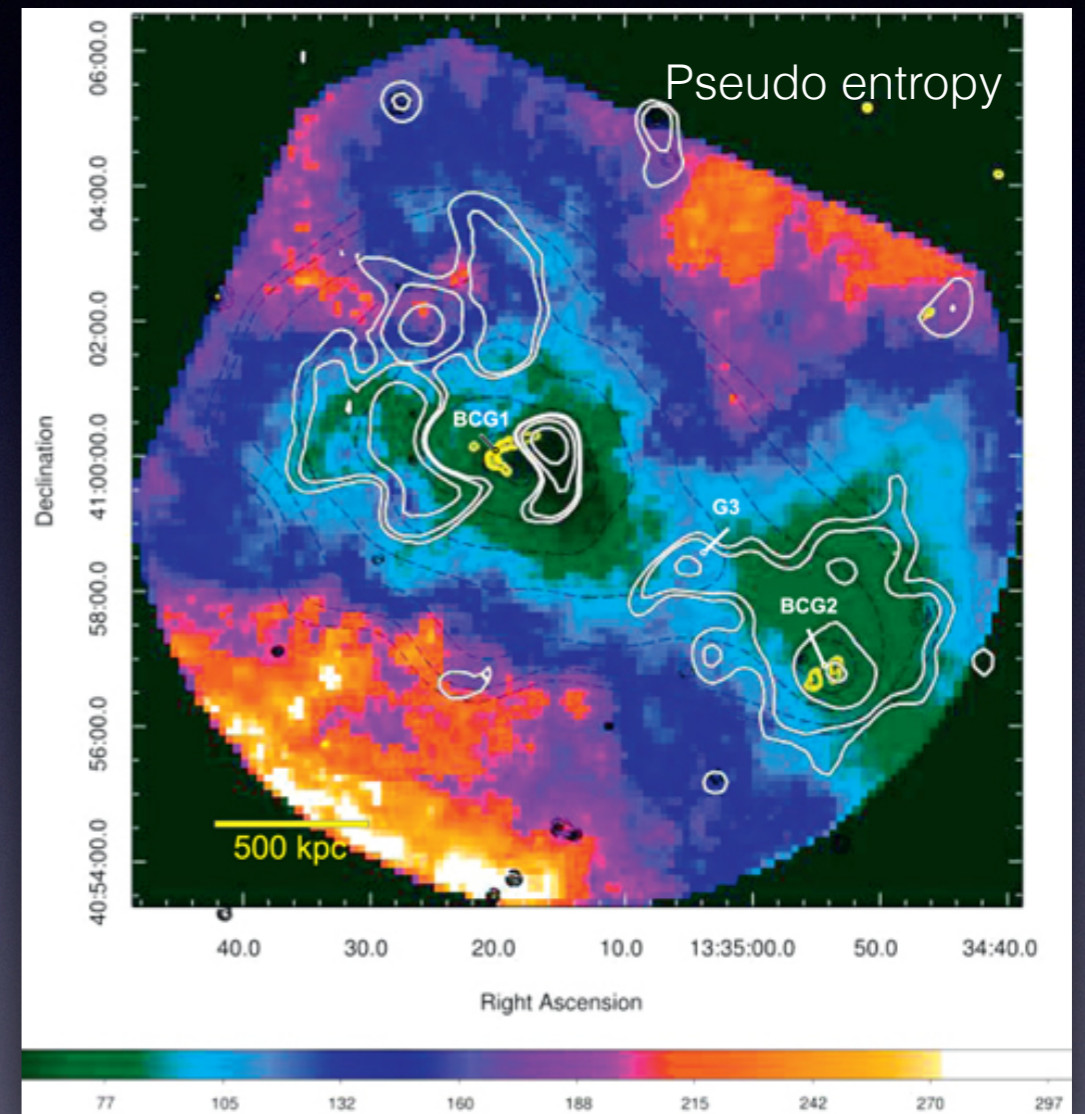 Pseudo entropy
Declination
06:00.0
04:00.0
02:00.0
41:00:00.0
58:00.0
56:00.0
40:54:00.0
BCG1
G3
BCG2
500 kpc
40.0 30.0 20.0 10.0 13:35:00.0 50.0 34:40.0
Right Ascension
77 105 132 160 188 215 242 270 297